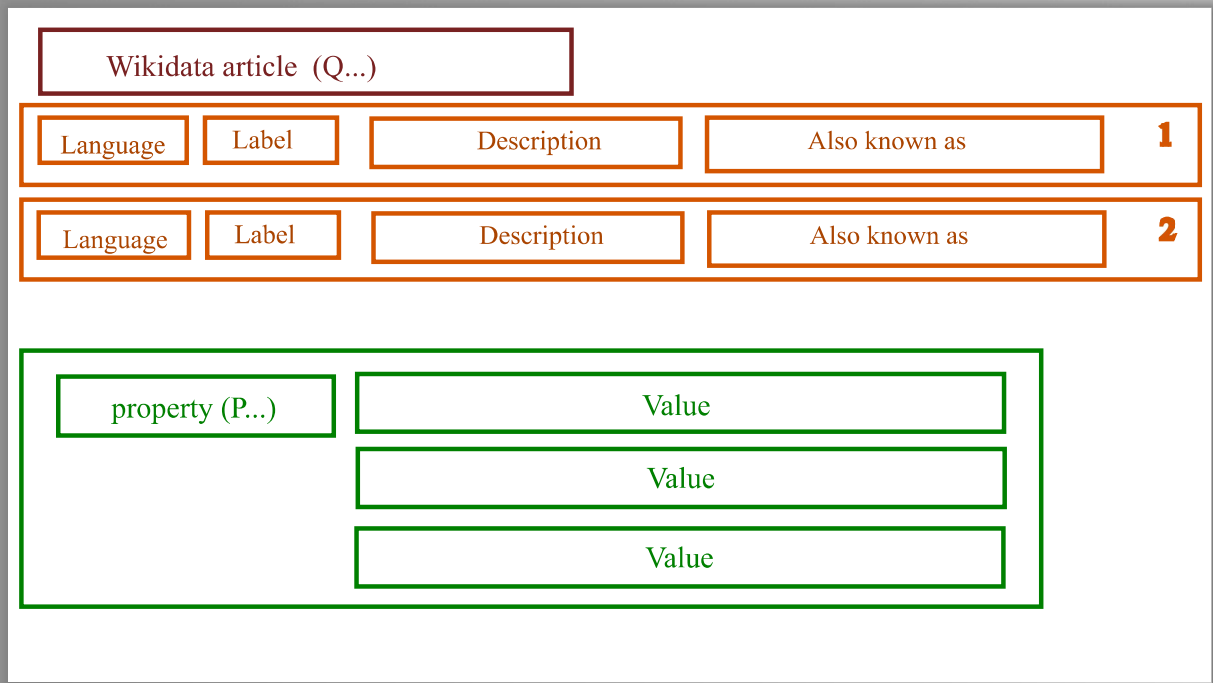 Wikidata article (Q...)
Language Label Description Also known as 1
Language Label Description Also known as 2
property (P...) Value
Value
Value